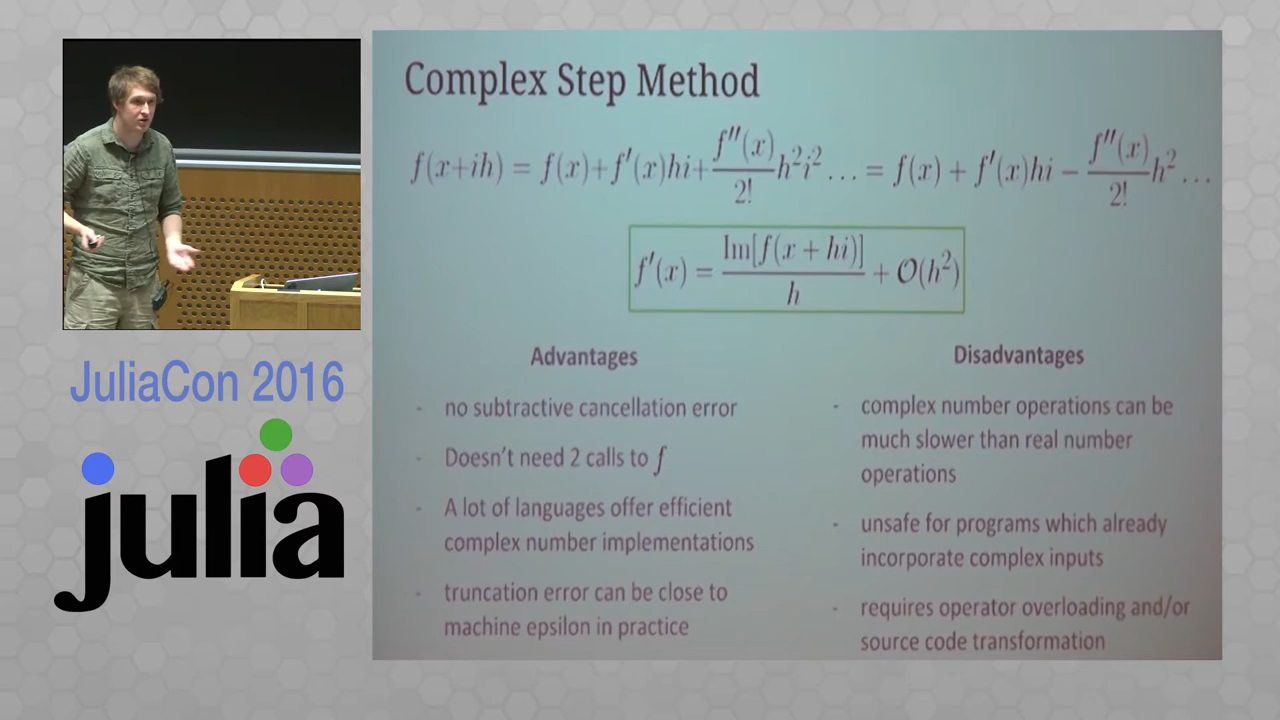 Complex Step Method
f(x+ih) = f(x)+f′(x)hi+f″(x)/2! h²i² … = f(x) + f′(x)hi − f″(x)/2! h² …
f′(x) = Im[f(x + hi)]/h + O(h²)
Advantages
- no subtractive cancellation error
- Doesn't need 2 calls to f
- A lot of languages offer efficient
complex number implementations
- truncation error can be close to
machine epsilon in practice
Disadvantages
- complex number operations can be
much slower than real number
operations
- unsafe for programs which already
incorporate complex inputs
- requires operator overloading and/or
source code transformation
JuliaCon 2016
julia